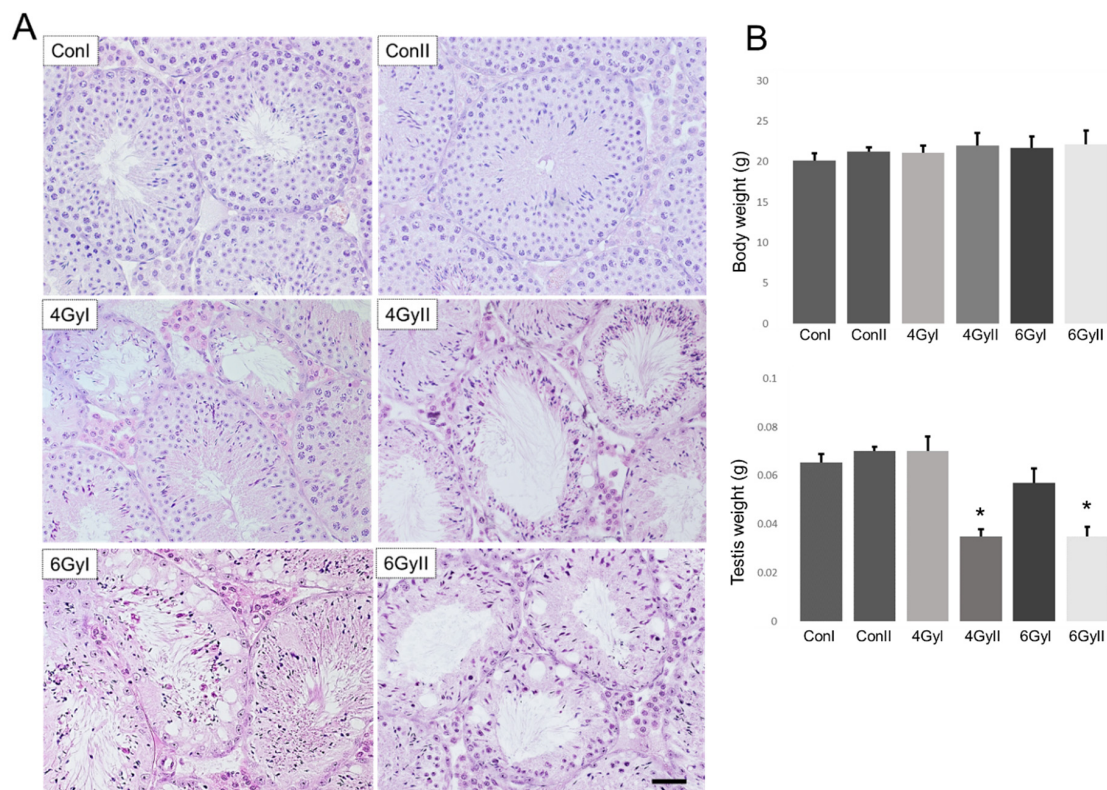 A
ConI
ConII
4GyI
4GyII
6GyI
6GyII
B
Body weight (g)
30
25
20
15
10
5
0
ConI ConII 4GyI 4GyII 6GyI 6GyII
Testis weight (g)
0.1
0.08
0.06
0.04
0.02
0
* *
ConI ConII 4GyI 4GyII 6GyI 6GyII